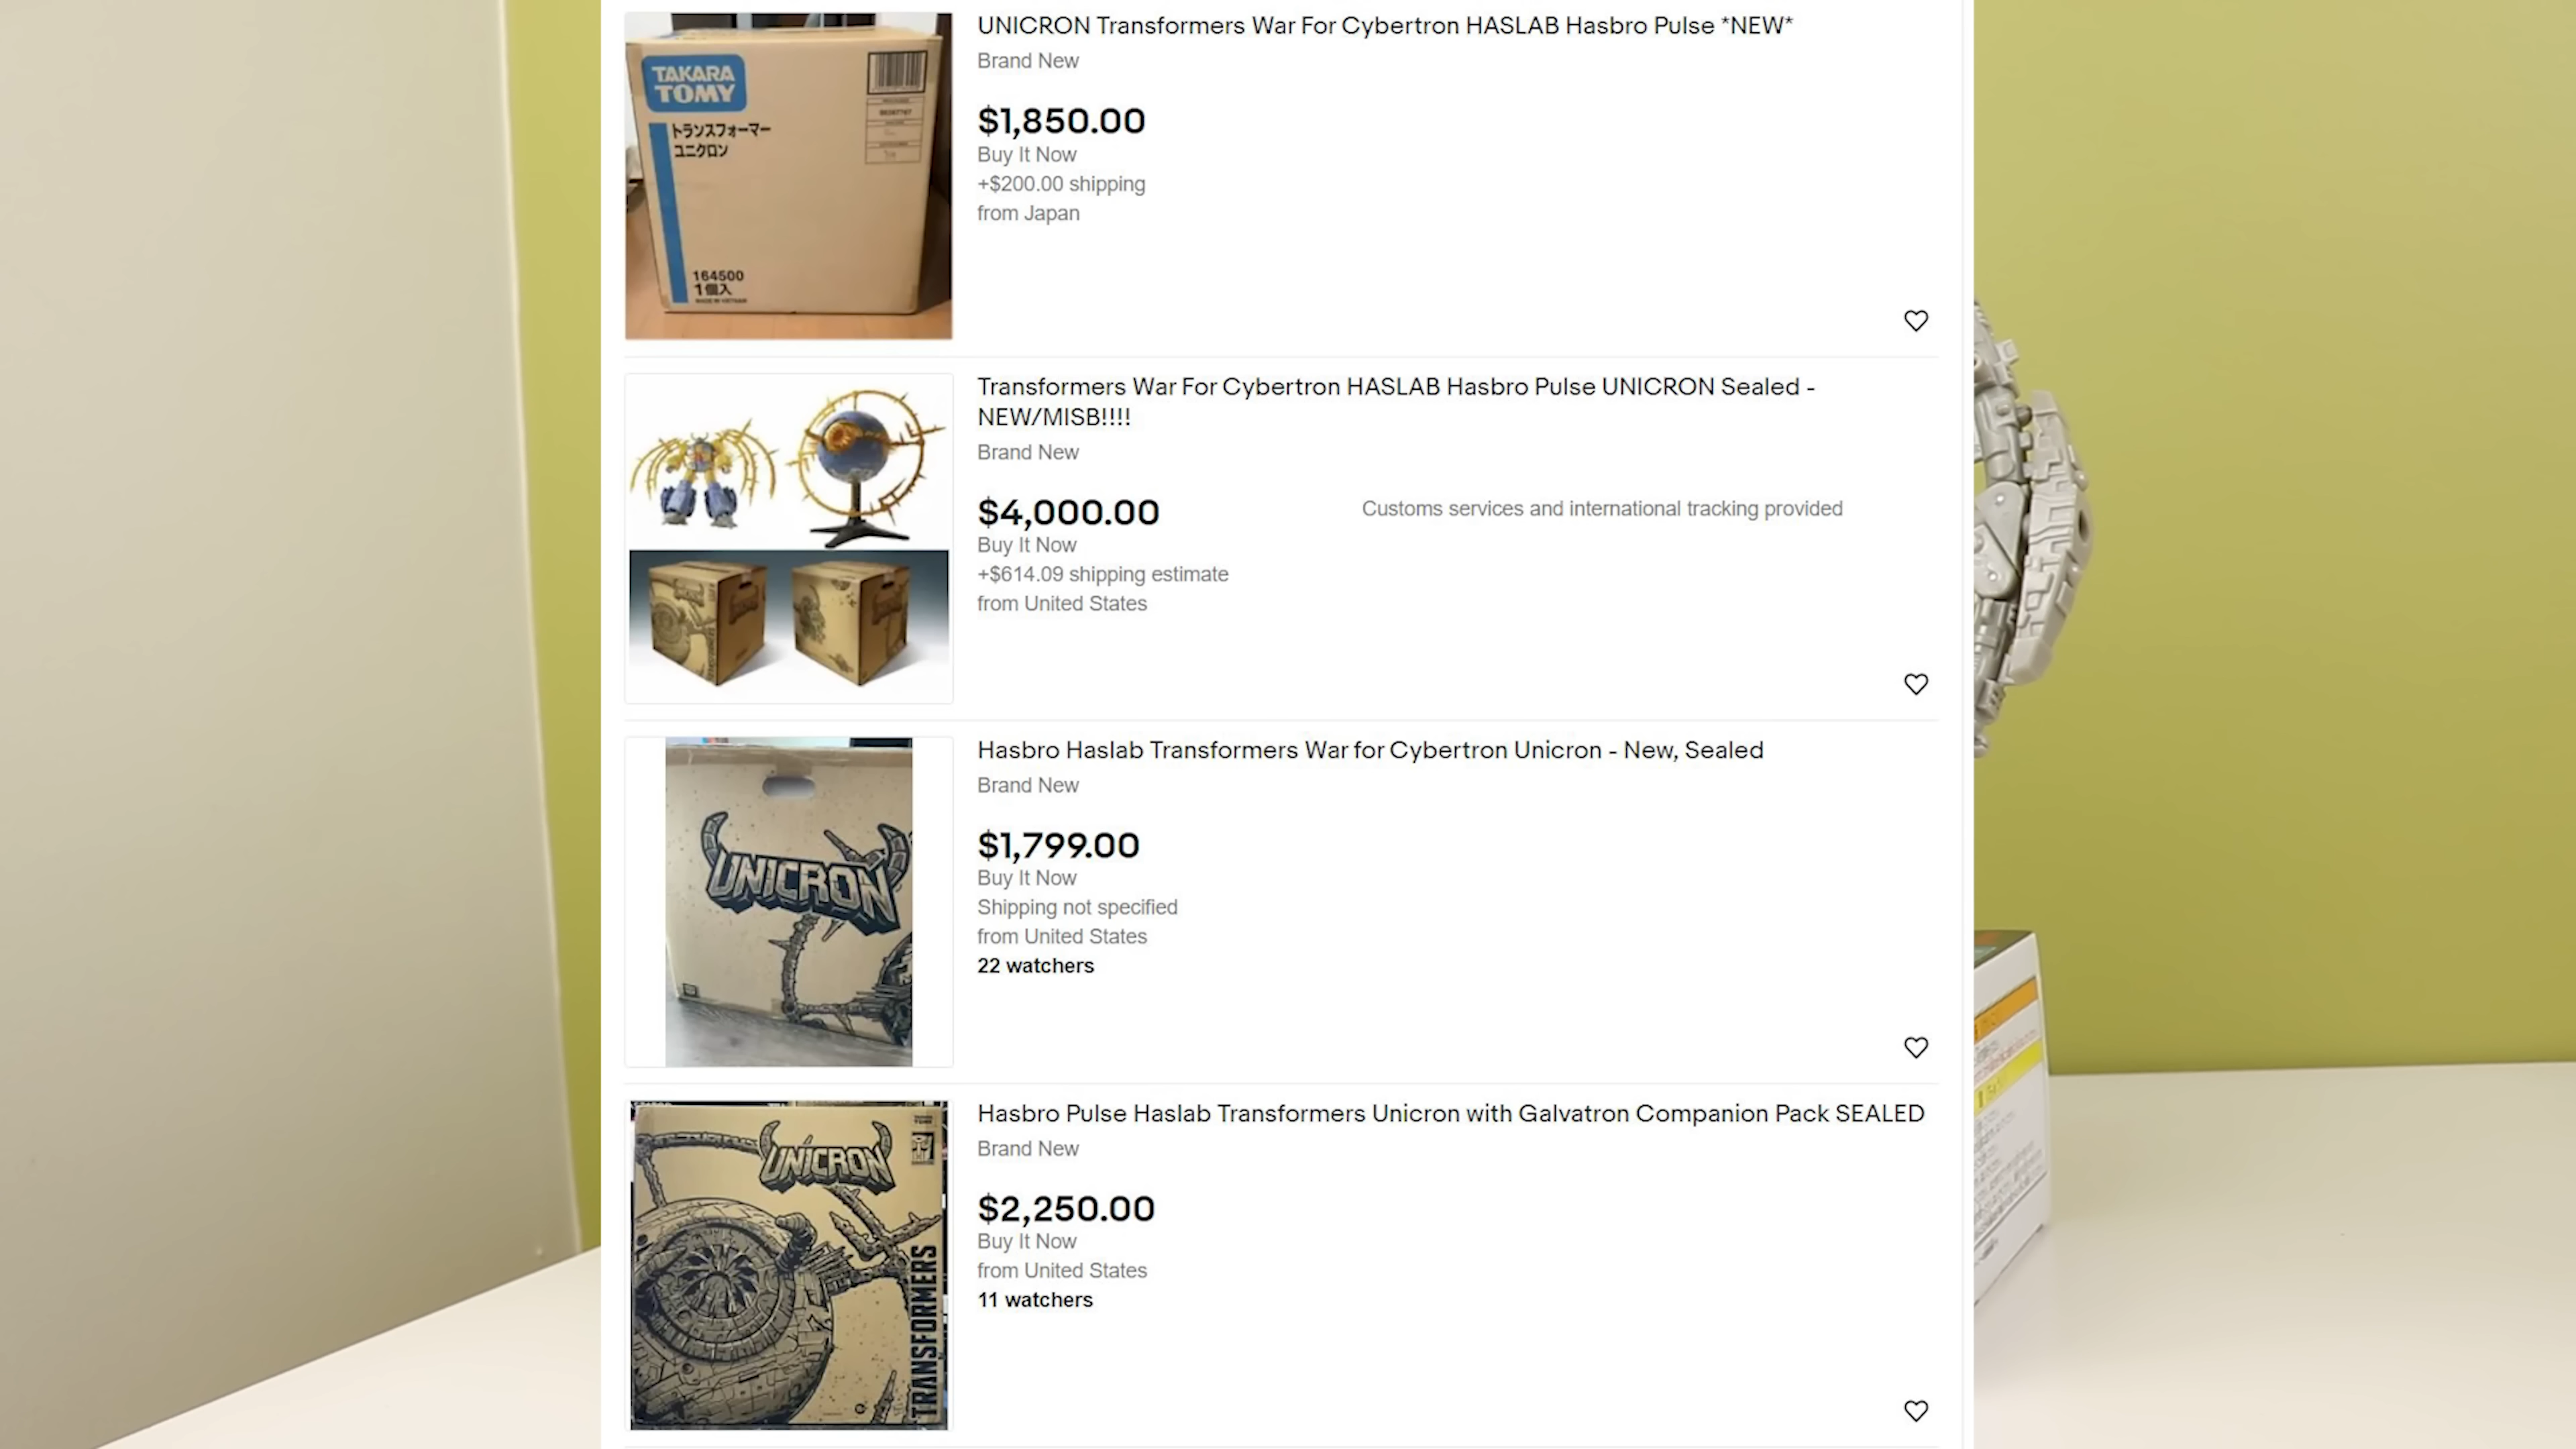 TAKARA
TOMY
トランスフォーマー
ユニクロン
164500
1個入
MADE IN VIETNAM
UNICRON Transformers War For Cybertron HASLAB Hasbro Pulse *NEW*
Brand New
$1,850.00
Buy It Now
+$200.00 shipping
from Japan
Transformers War For Cybertron HASLAB Hasbro Pulse UNICRON Sealed -
NEW/MISB!!!!
Brand New
$4,000.00
Customs services and international tracking provided
Buy It Now
+$614.09 shipping estimate
from United States
UNICRON
Hasbro Haslab Transformers War for Cybertron Unicron - New, Sealed
Brand New
$1,799.00
Buy It Now
Shipping not specified
from United States
22 watchers
UNICRON
TRANSFORMERS
Hasbro Pulse Haslab Transformers Unicron with Galvatron Companion Pack SEALED
Brand New
$2,250.00
Buy It Now
from United States
11 watchers